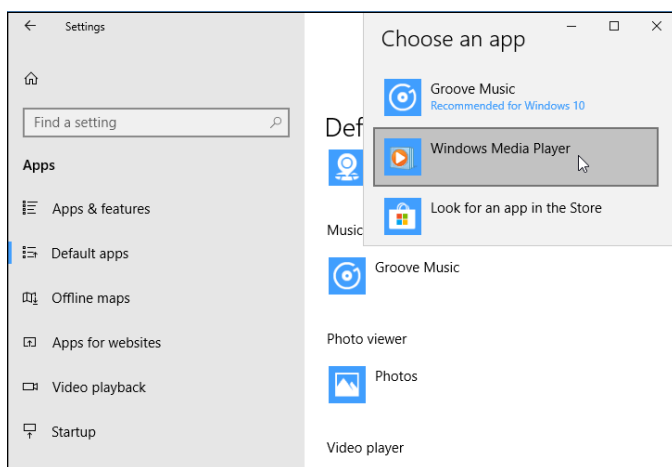 Settings
Find a setting
Apps
Apps & features
Default apps
Offline maps
Apps for websites
Video playback
Startup
Choose an app
Groove Music
Recommended for Windows 10
Windows Media Player
Look for an app in the Store
Def
Music
Groove Music
Photo viewer
Photos
Video player